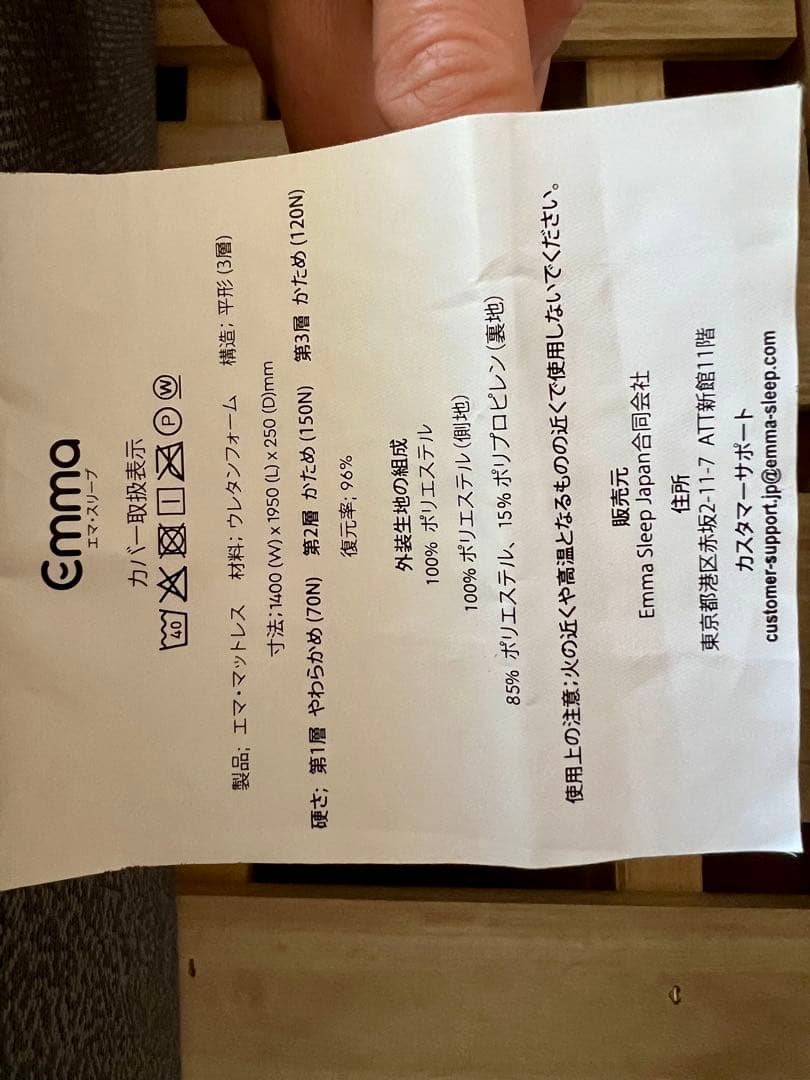 emma
エマ・スリープ
カバー取扱表示
40 P W
製品; エマ・マットレス 材料; ウレタンフォーム 構造; 平形 (3層)
寸法;1400 (W) x 1950 (L) x 250 (D)mm
硬さ; 第1層 やわらかめ (70N) 第2層 かため (150N) 第3層 かため (120N)
復元率; 96%
外装生地の組成
100% ポリエステル
100% ポリエステル (側地)
85% ポリエステル、15% ポリプロピレン(裏地)
使用上の注意;火の近くや高温となるものの近くで使用しないでください。
販売元
Emma Sleep Japan合同会社
住所
東京都港区赤坂2-11-7 ATT新館11階
カスタマーサポート
customer-support.jp@emma-sleep.com